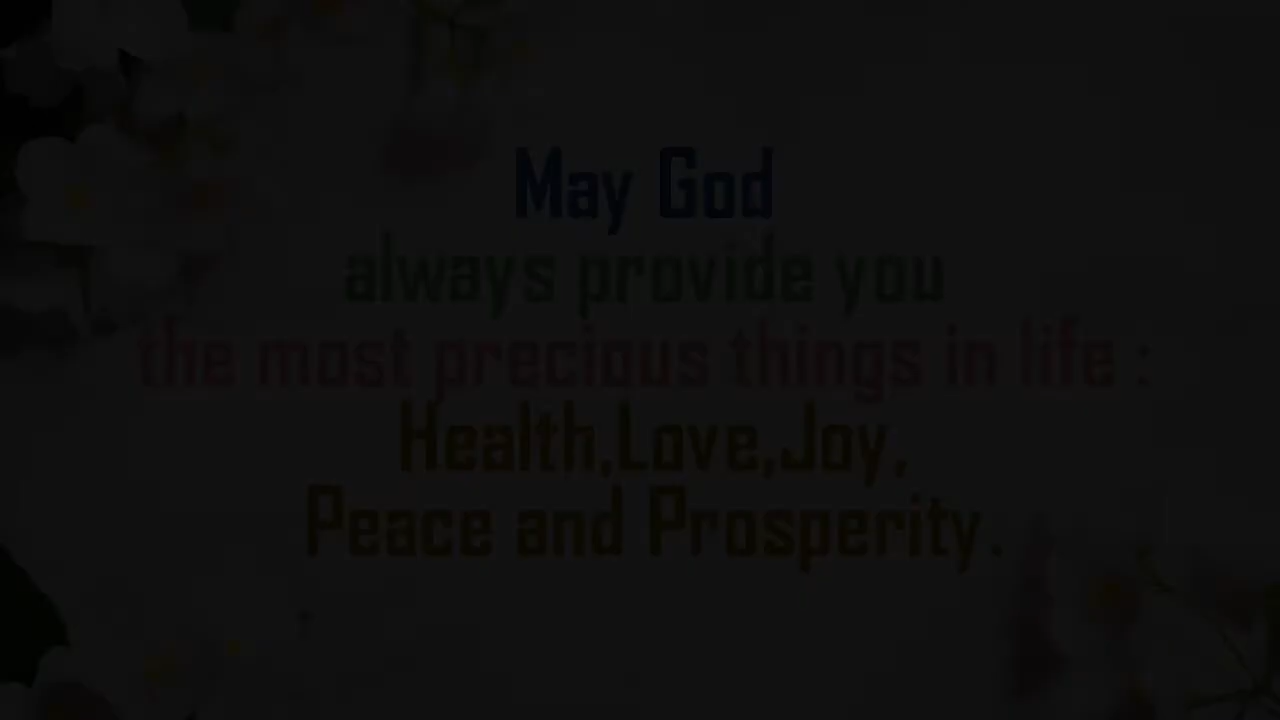 May God
always provide you
the most precious things in life :
Health,Love,Joy,
Peace and Prosperity.